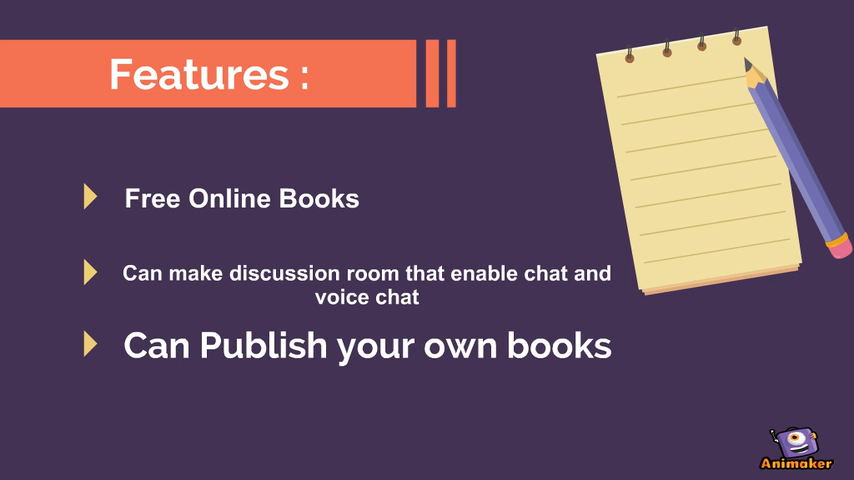 Features :
Free Online Books
Can make discussion room that enable chat and
voice chat
Can Publish your own books
Animaker